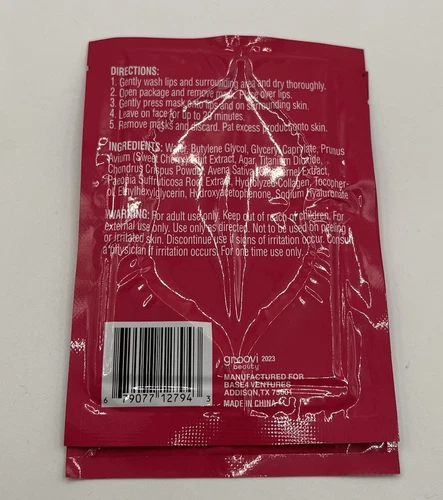 DIRECTIONS:
1. Gently wash lips and surrounding area and dry thoroughly.
2. Open package and remove mask. Place over lips.
3. Gently press mask onto lips and on surrounding skin.
4. Leave on face for up to 20 minutes.
5. Remove masks and discard. Pat excess product onto skin.
INGREDIENTS: Water, Butylene Glycol, Glyceryl Caprylate, Prunus
Avium (Sweet Cherry) Fruit Extract, Agar, Titanium Dioxide,
Chondrus Crispus Powder, Avena Sativa Extract,
Paeonia Suffruticosa Root Extract, Hydrolyzed Collagen, Tocopher-
Ethylhexylglycerin, Hydroxyacetophenone, Sodium Hyaluronate
WARNING: For adult use only. Keep out of reach of children. For
external use only. Use only as directed. Not to be used on peeling
or irritated skin. Discontinue use if signs of irritation occur. Consult
a physician if irritation occurs. For one time use only.
groovi 2023
beauty
MANUFACTURED FOR
BASE4 VENTURES
ADDISON, TX 75001
MADE IN CHINA
6 79077 12794 3